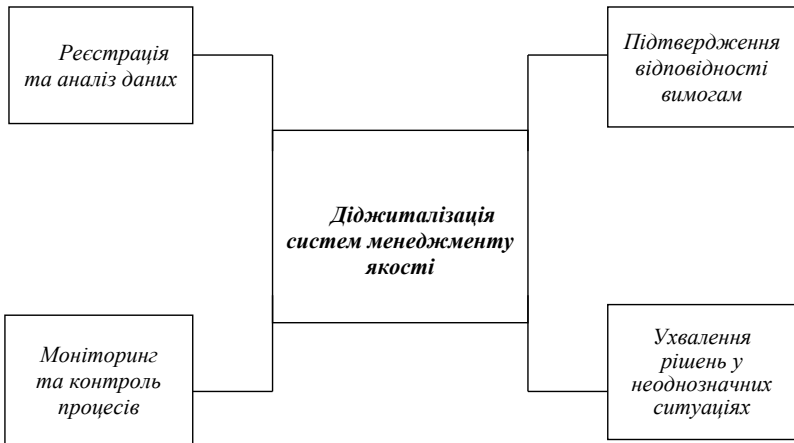 Реєстрація
та аналіз даних
Підтвердження
відповідності
вимогам
Діджиталізація
систем менеджменту
якості
Моніторинг
та контроль
процесів
Ухвалення
рішень у
неоднозначних
ситуаціях